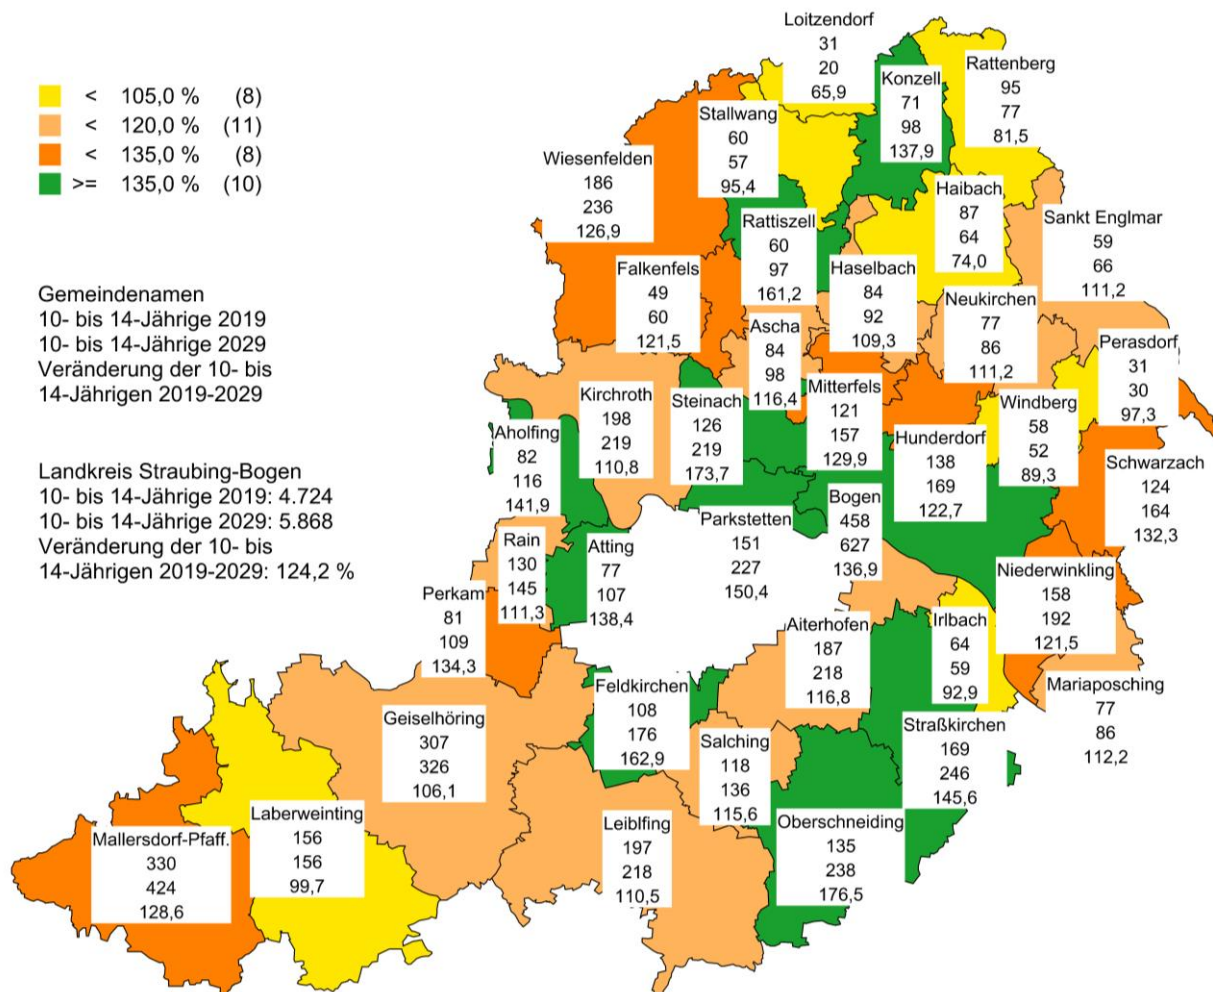 < 105,0 % (8)
< 120,0 % (11)
< 135,0 % (8)
>= 135,0 % (10)
Gemeindenamen
10- bis 14-Jährige 2019
10- bis 14-Jährige 2029
Veränderung der 10- bis
14-Jährigen 2019-2029
Landkreis Straubing-Bogen
10- bis 14-Jährige 2019: 4.724
10- bis 14-Jährige 2029: 5.868
Veränderung der 10- bis
14-Jährigen 2019-2029: 124,2 %
Loitzendorf
31
20
65,9
Konzell
71
98
137,9
Rattenberg
95
77
81,5
Stallwang
60
57
95,4
Wiesenfelden
186
236
126,9
Haibach
87
64
74,0
Sankt Englmar
59
66
111,2
Rattiszell
60
97
161,2
Falkenfels
49
60
121,5
Haselbach
84
92
109,3
Neukirchen
77
86
111,2
Ascha
84
98
116,4
Perasdorf
31
30
97,3
Kirchroth
198
219
110,8
Steinach
126
219
173,7
Mitterfels
121
157
129,9
Windberg
58
52
89,3
Aholfing
82
116
141,9
Hunderdorf
138
169
122,7
Schwarzach
124
164
132,3
Parkstetten
151
227
150,4
Bogen
458
627
136,9
Rain
130
145
111,3
Atting
77
107
138,4
Niederwinkling
158
192
121,5
Perkam
81
109
134,3
Aiterhofen
187
218
116,8
Irlbach
64
59
92,9
Mariaposching
77
86
112,2
Feldkirchen
108
176
162,9
Geiselhöring
307
326
106,1
Straßkirchen
169
246
145,6
Salching
118
136
115,6
Laberweinting
156
156
99,7
Leiblfing
197
218
110,5
Oberschneiding
135
238
176,5
Mallersdorf-Pfaff.
330
424
128,6